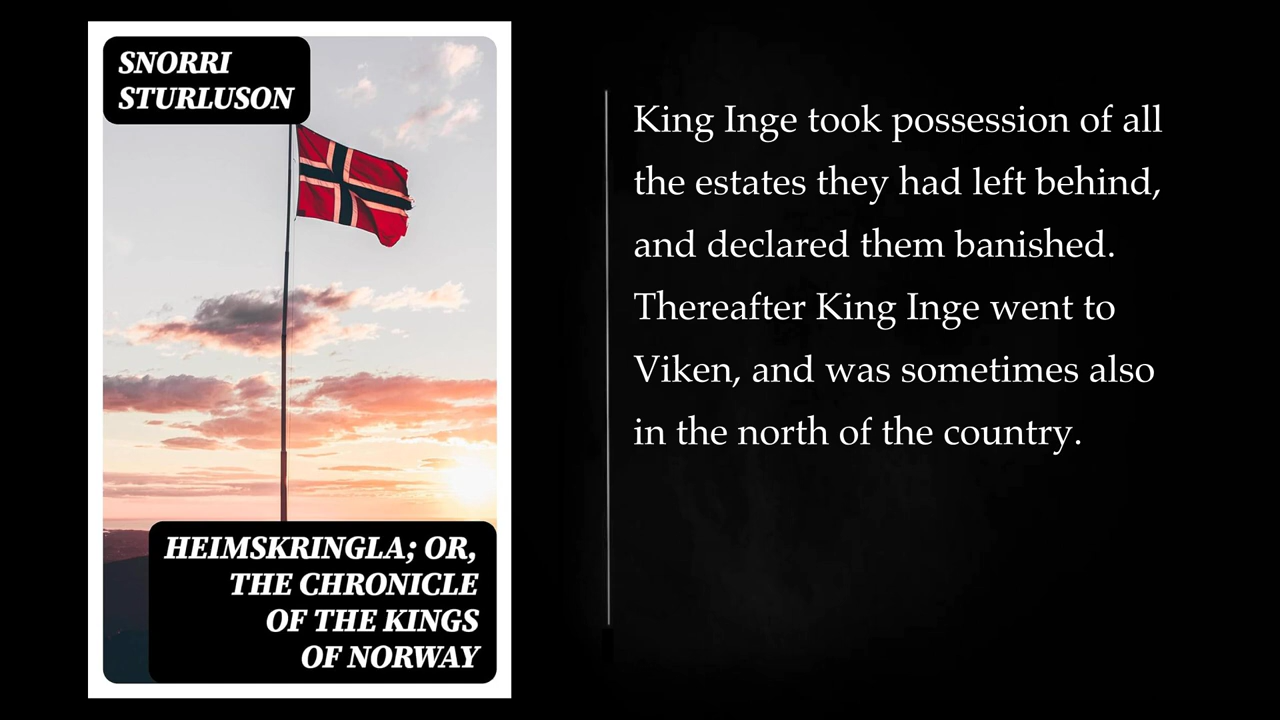 SNORRI
STURLUSON
HEIMSKRINGLA; OR,
THE CHRONICLE
OF THE KINGS
OF NORWAY
King Inge took possession of all
the estates they had left behind,
and declared them banished.
Thereafter King Inge went to
Viken, and was sometimes also
in the north of the country.